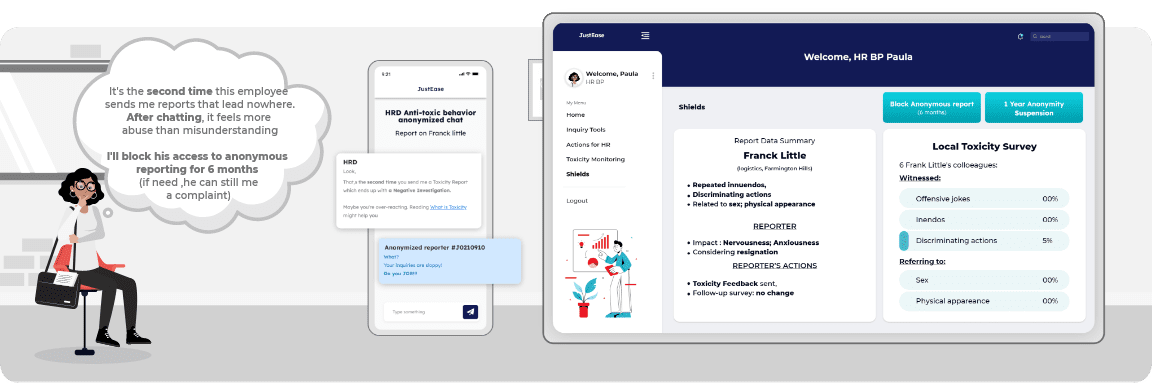 It's the second time this employee
sends me reports that lead nowhere.
After chatting, it feels more
abuse than misunderstanding
I'll block his access to anonymous
reporting for 6 months
(if need ,he can still me
a complaint)
9:21
JustEase
HRD Anti-toxic behavior
anonymized chat
Report on Franck little
HRD
Look,
That's the second time you send me a Toxicity Report
which ends up with a Negative Investigation.
Maybe you're over-reacting. Reading What is Toxicity
might help you
Anonymized reporter #J0210910
What?
Your inquiries are sloppy!
Do you
Type something
JustEase
Welcome, HR BP Paula
Welcome, Paula
HR BP
My Menu
Home
Inquiry Tools
Actions for HR
Toxicity Monitoring
Shields
Logout
Shields
Block Anonymous report
(6 months)
1 Year Anonymity
Suspension
Report Data Summary
Franck Little
(logistics, Farmington Hills)
• Repeated innuendos,
• Discriminating actions
• Related to sex; physical appearance
REPORTER
• Impact : Nervousness; Anxiousness
• Considering resignation
REPORTER'S ACTIONS
• Toxicity Feedback sent,
• Follow-up survey: no change
Local Toxicity Survey
6 Frank Little's colleagues:
Witnessed:
Offensive jokes 00%
Inendos 00%
Discriminating actions 5%
Referring to:
Sex 00%
Physical appareance 00%